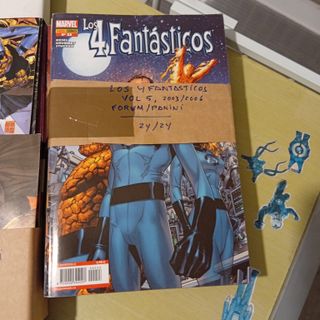 MARVEL
Los
4 Fantásticos
LOS 4 FANTASTICOS
VOL 5, 2003/2006
FORUM/PANINI
24/24